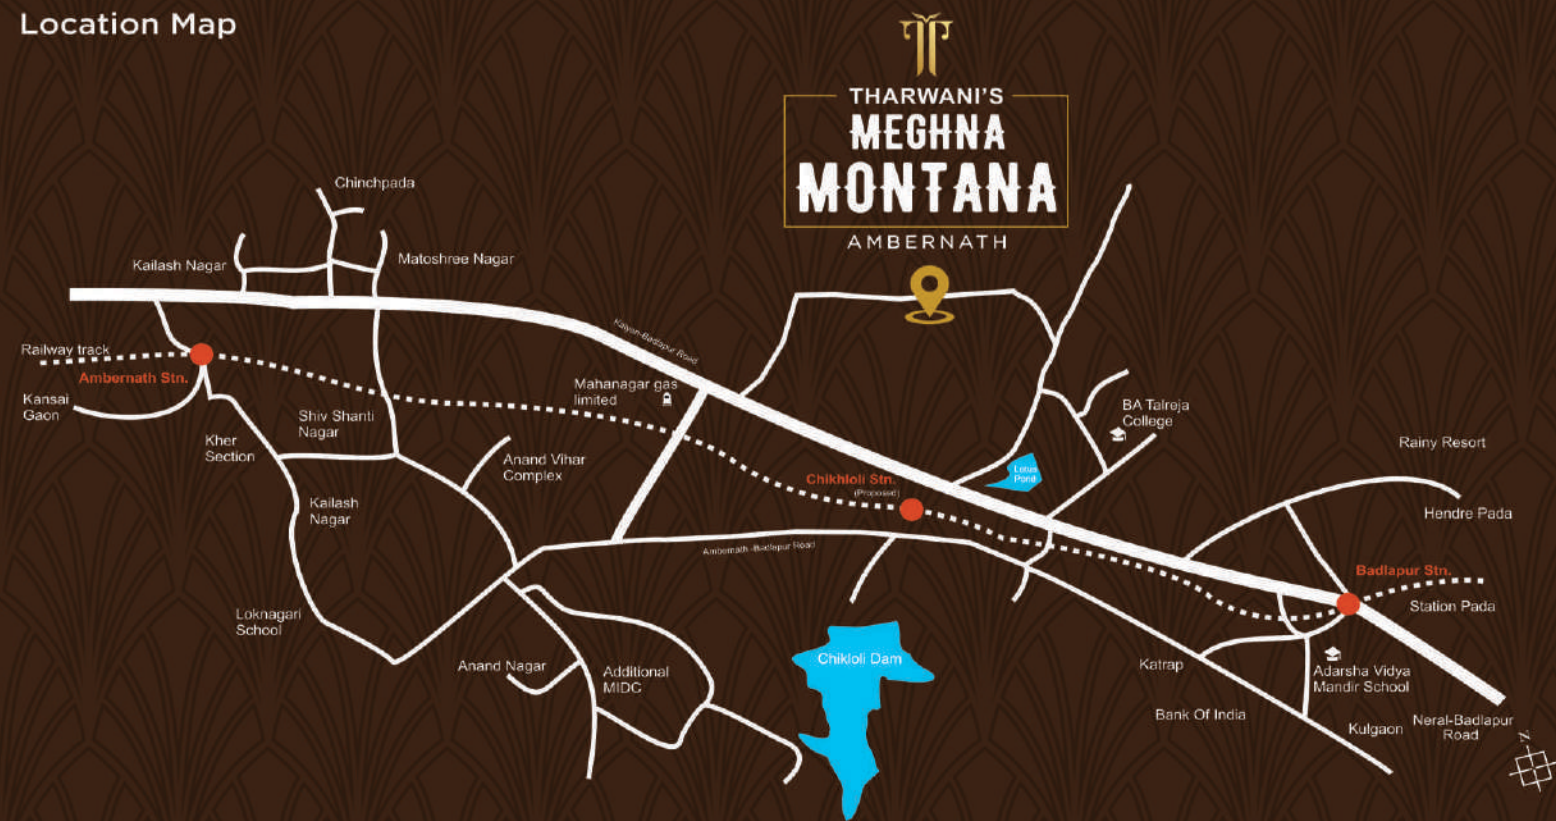 Location Map
THARWANI'S
MEGHNA
MONTANA
AMBERNATH
Chinchpada
Kailash Nagar
Matoshree Nagar
Kalyan-Badlapur Road
Railway track
Ambernath Stn.
Kansai
Gaon
Mahanagar gas
limited
Shiv Shanti
Nagar
Kher
Section
BA Talreja
College
Rainy Resort
Anand Vihar
Complex
Chikhloli Stn.
(Proposed)
Lotus
Pond
Kailash
Nagar
Hendre Pada
Ambernath-Badlapur Road
Badlapur Stn.
Station Pada
Loknagari
School
Anand Nagar
Additional
MIDC
Chikloli Dam
Katrap
Adarsha Vidya
Mandir School
Bank Of India
Kulgaon
Neral-Badlapur
Road
N